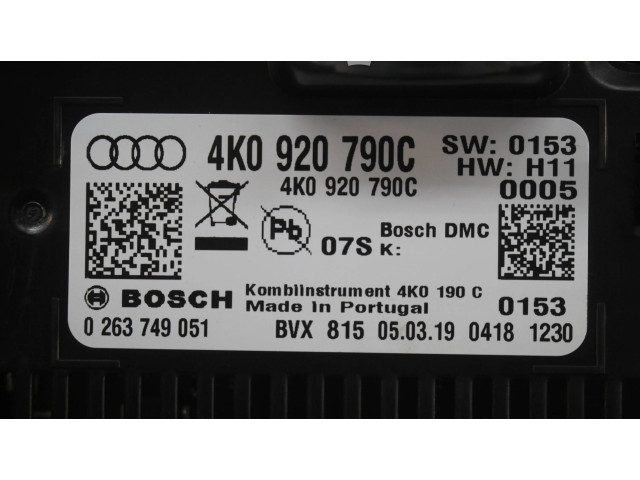 4K0 920 790C SW: 0153
HW: H11
4K0 920 790C 0005
Pb
07S Bosch DMC
K:
BOSCH Kombiinstrument 4K0 190 C 0153
Made in Portugal
0 263 749 051 BVX 815 05.03.19 0418 1230